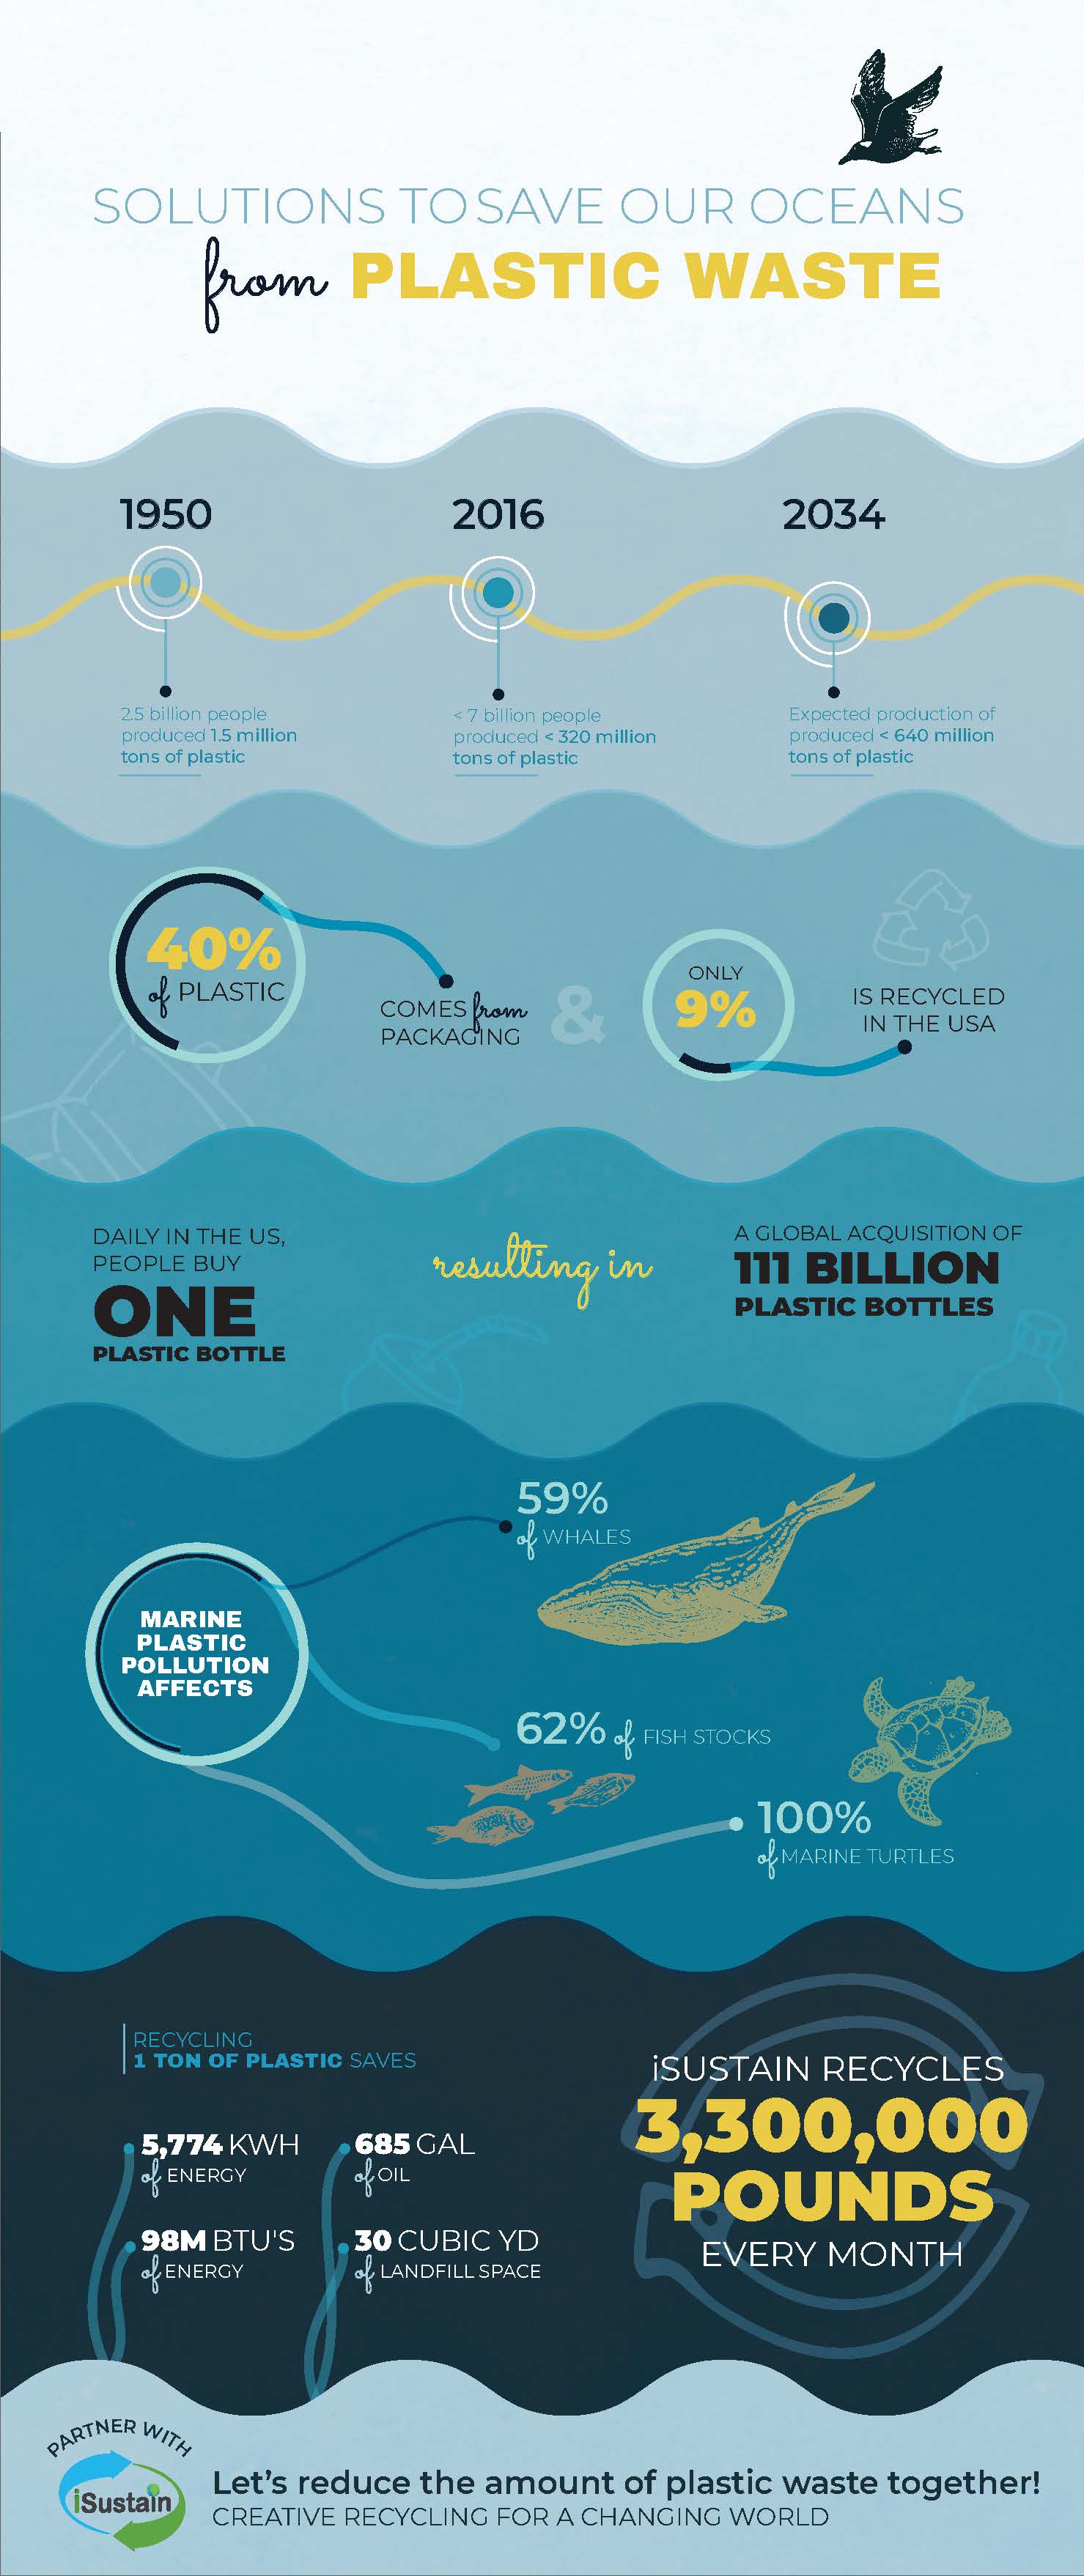 SOLUTIONS TO SAVE OUR OCEANS
from PLASTIC WASTE
1950
2.5 billion people
produced 1.5 million
tons of plastic
2016
< 7 billion people
produced < 320 million
tons of plastic
2034
Expected production of
produced < 640 million
tons of plastic
40%
of PLASTIC
COMES from
PACKAGING
&
ONLY
9%
IS RECYCLED
IN THE USA
DAILY IN THE US,
PEOPLE BUY
ONE
PLASTIC BOTTLE
resulting in
A GLOBAL ACQUISITION OF
111 BILLION
PLASTIC BOTTLES
MARINE
PLASTIC
POLLUTION
AFFECTS
59%
of WHALES
62% of FISH STOCKS
100%
of MARINE TURTLES
RECYCLING
1 TON OF PLASTIC SAVES
5,774 KWH
of ENERGY
685 GAL
of OIL
98M BTU'S
of ENERGY
30 CUBIC YD
of LANDFILL SPACE
iSUSTAIN RECYCLES
3,300,000
POUNDS
EVERY MONTH
PARTNER WITH
iSustain
Let's reduce the amount of plastic waste together!
CREATIVE RECYCLING FOR A CHANGING WORLD